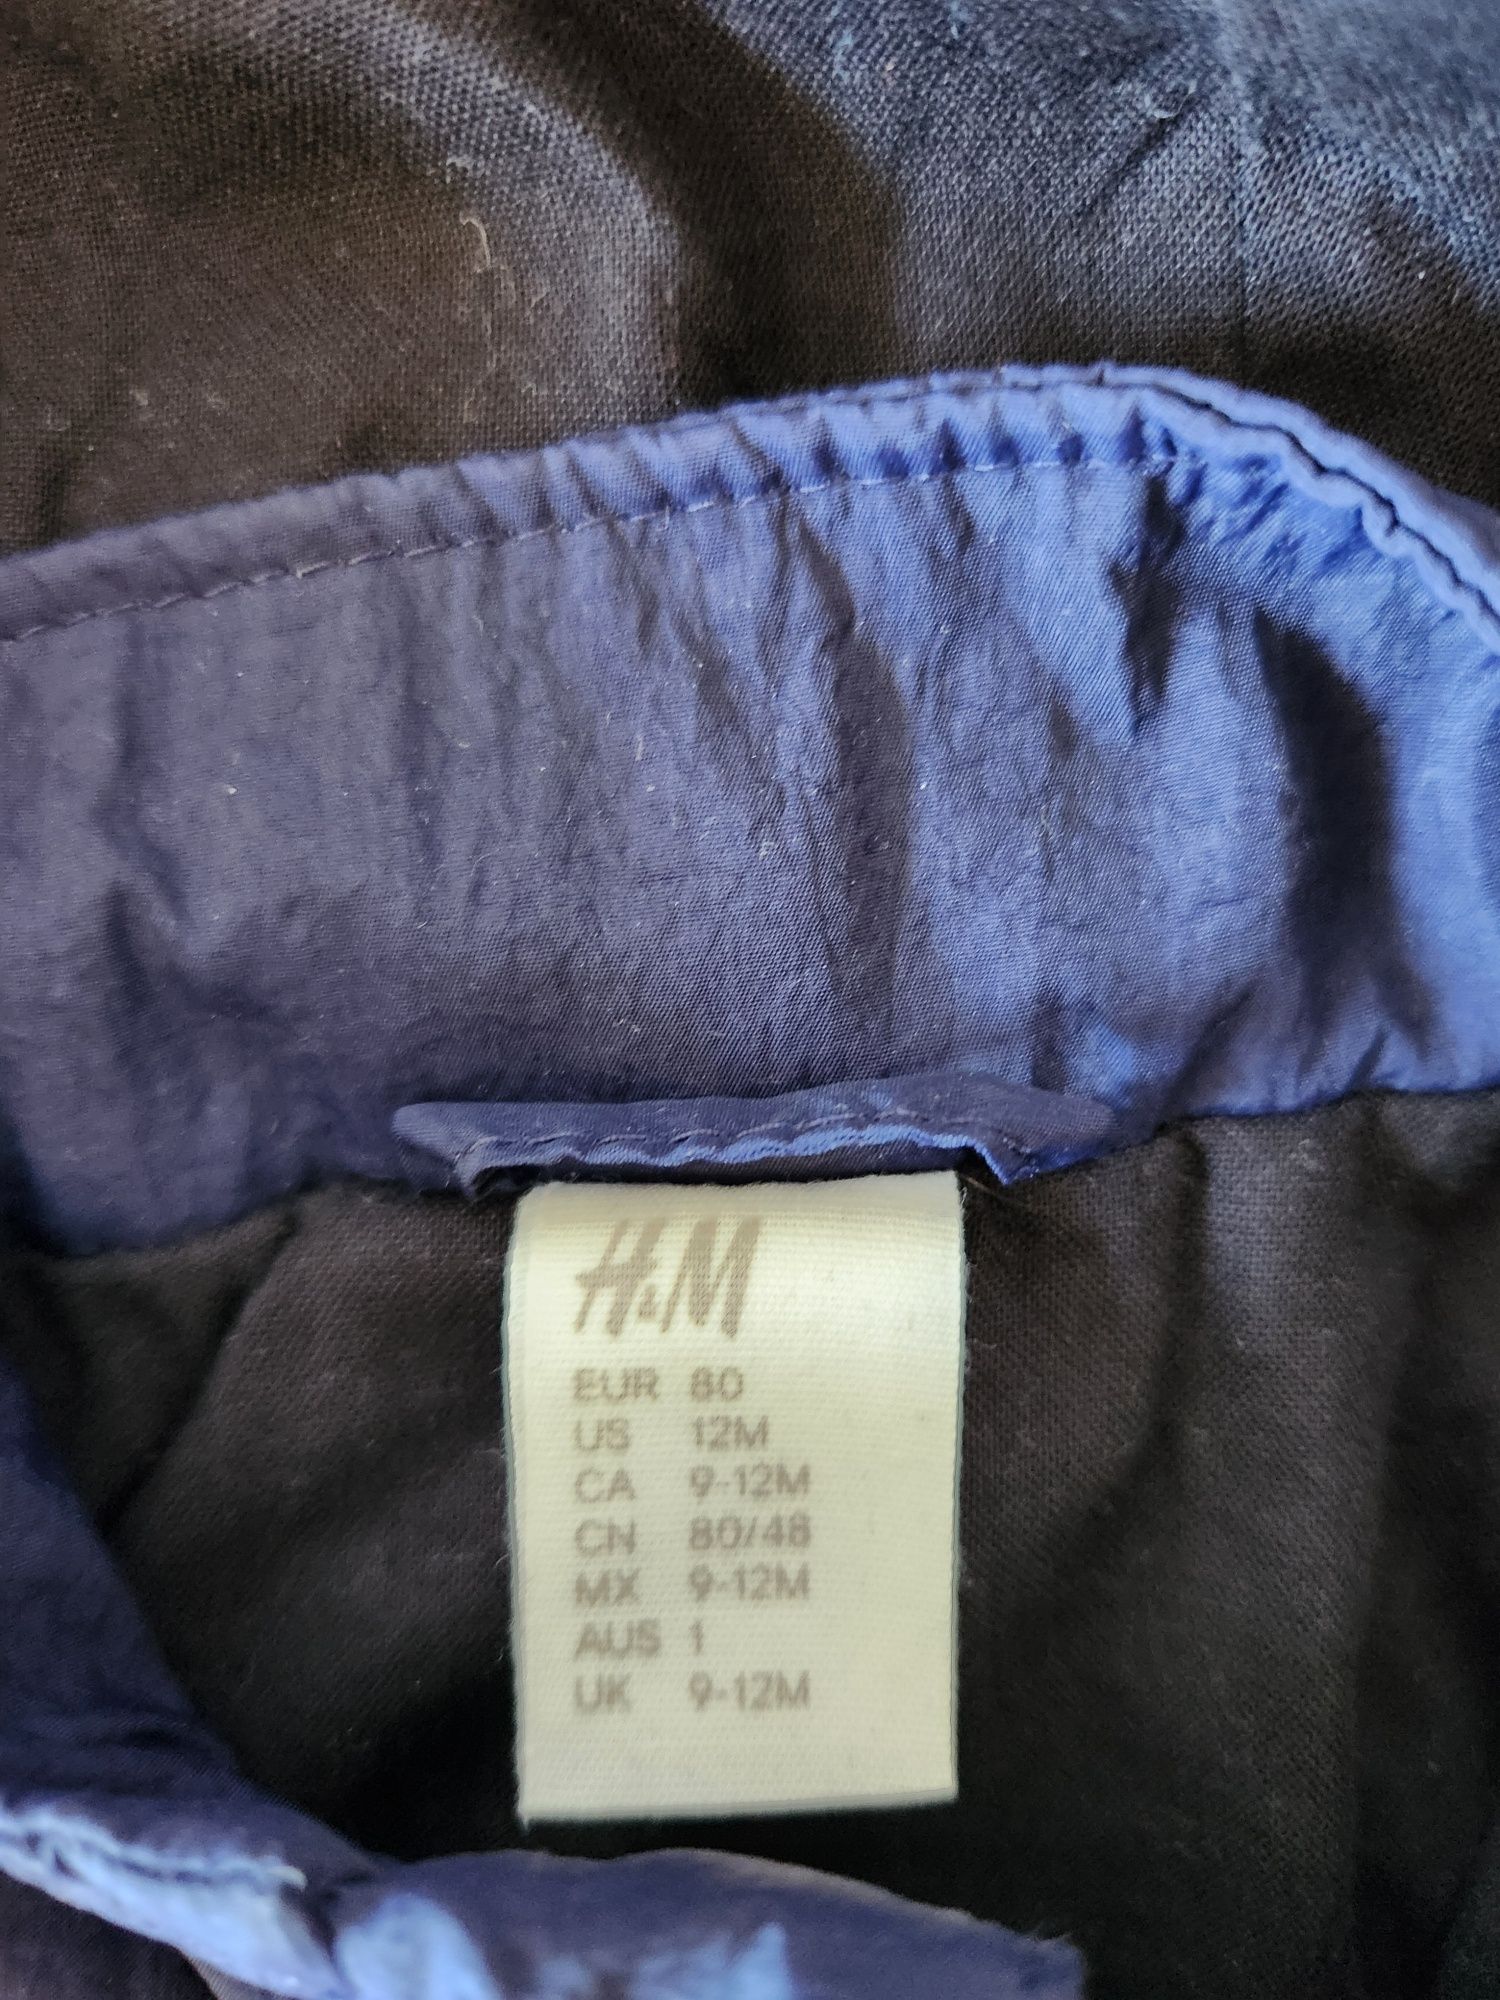 H&M
EUR 80
US 12M
CA 9-12M
CN 80/48
MX 9-12M
AUS 1
UK 9-12M